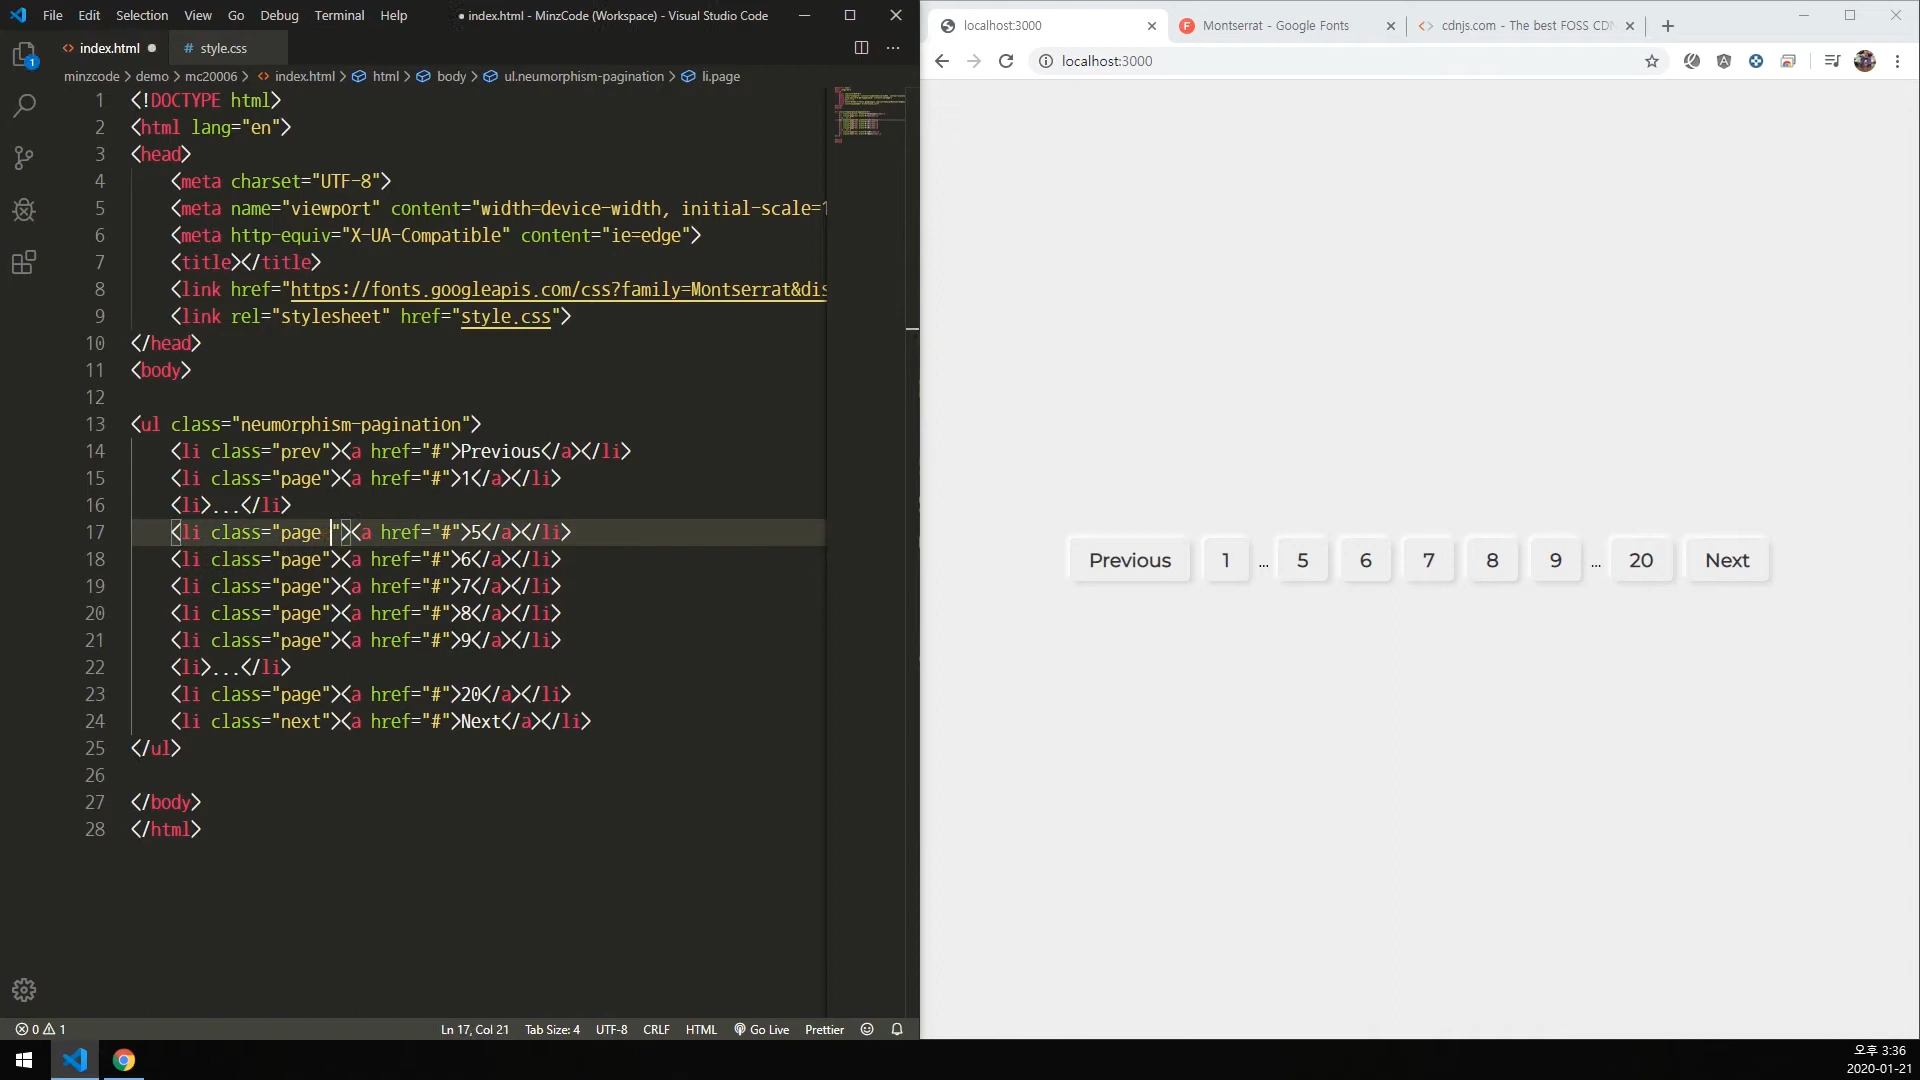 File Edit Selection View Go Debug Terminal Help ● index.html - MinzCode (Workspace) - Visual Studio Code
<> index.html ● # style.css
minzcode > demo > mc20006 > <> index.html > html > body > ul.neumorphism-pagination > li.page
1 <!DOCTYPE html>
2 <html lang="en">
3 <head>
4 <meta charset="UTF-8">
5 <meta name="viewport" content="width=device-width, initial-scale=1
6 <meta http-equiv="X-UA-Compatible" content="ie=edge">
7 <title></title>
8 <link href="https://fonts.googleapis.com/css?family=Montserrat&dis
9 <link rel="stylesheet" href="style.css">
10 </head>
11 <body>
12
13 <ul class="neumorphism-pagination">
14 <li class="prev"><a href="#">Previous</a></li>
15 <li class="page"><a href="#">1</a></li>
16 <li>...</li>
17 <li class="page "><a href="#">5</a></li>
18 <li class="page"><a href="#">6</a></li>
19 <li class="page"><a href="#">7</a></li>
20 <li class="page"><a href="#">8</a></li>
21 <li class="page"><a href="#">9</a></li>
22 <li>...</li>
23 <li class="page"><a href="#">20</a></li>
24 <li class="next"><a href="#">Next</a></li>
25 </ul>
26
27 </body>
28 </html>
0 1 Ln 17, Col 21 Tab Size: 4 UTF-8 CRLF HTML Go Live Prettier
localhost:3000 Montserrat - Google Fonts <> cdnjs.com - The best FOSS CDN
localhost:3000
Previous 1 ... 5 6 7 8 9 ... 20 Next
오후 3:36
2020-01-21